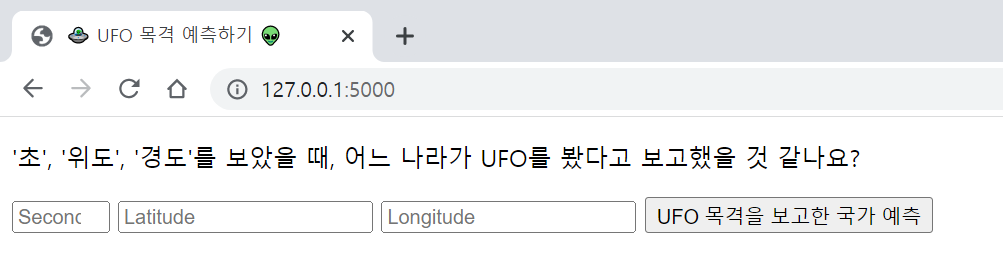 🛸 UFO 목격 예측하기 👽
127.0.0.1:5000
'초', '위도', '경도'를 보았을 때, 어느 나라가 UFO를 봤다고 보고했을 것 같나요?
Latitude Longitude UFO 목격을 보고한 국가 예측